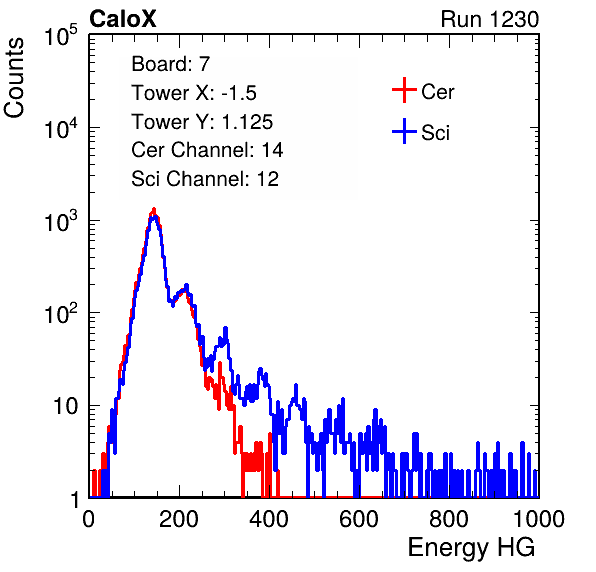 CaloX Run 1230
Counts
10^5
10^4
10^3
10^2
10
1
Board: 7
Tower X: -1.5
Tower Y: 1.125
Cer Channel: 14
Sci Channel: 12
Cer
Sci
0 200 400 600 800 1000
Energy HG